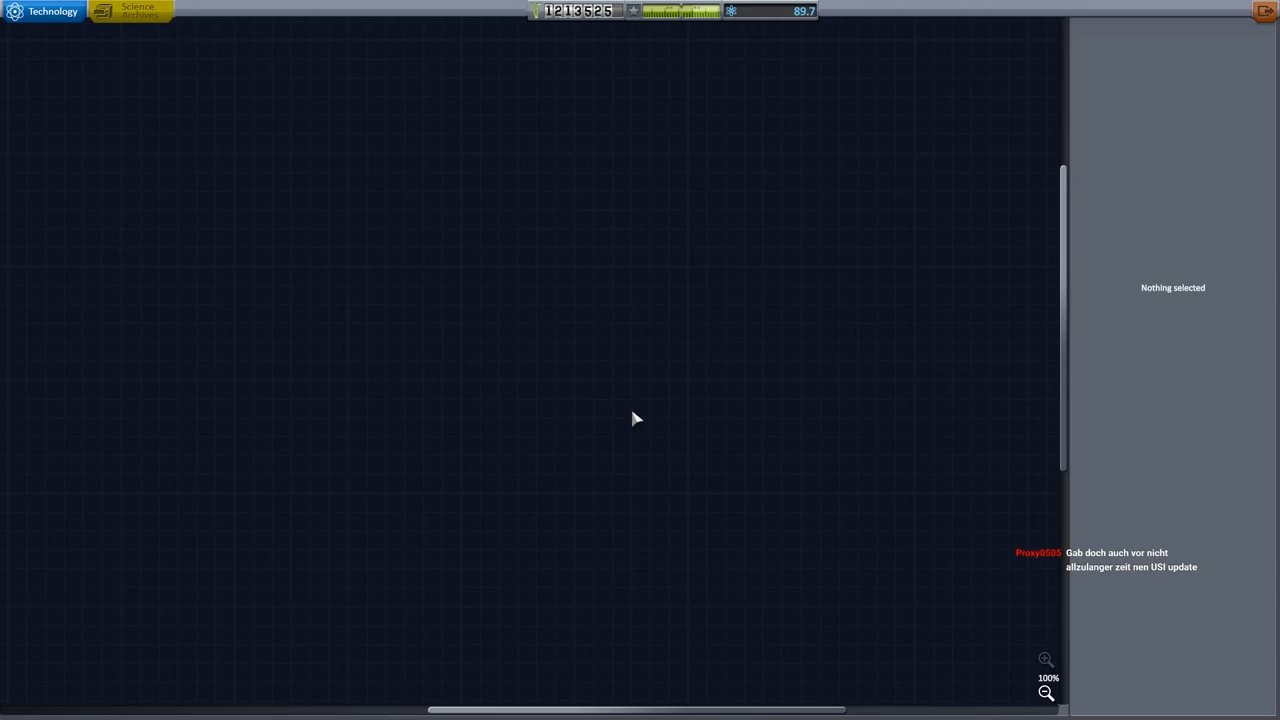 Technology
Science
Archives
1213525
89.7
Nothing selected
Proxy0505 Gab doch auch vor nicht
allzulanger zeit nen USI update
100%